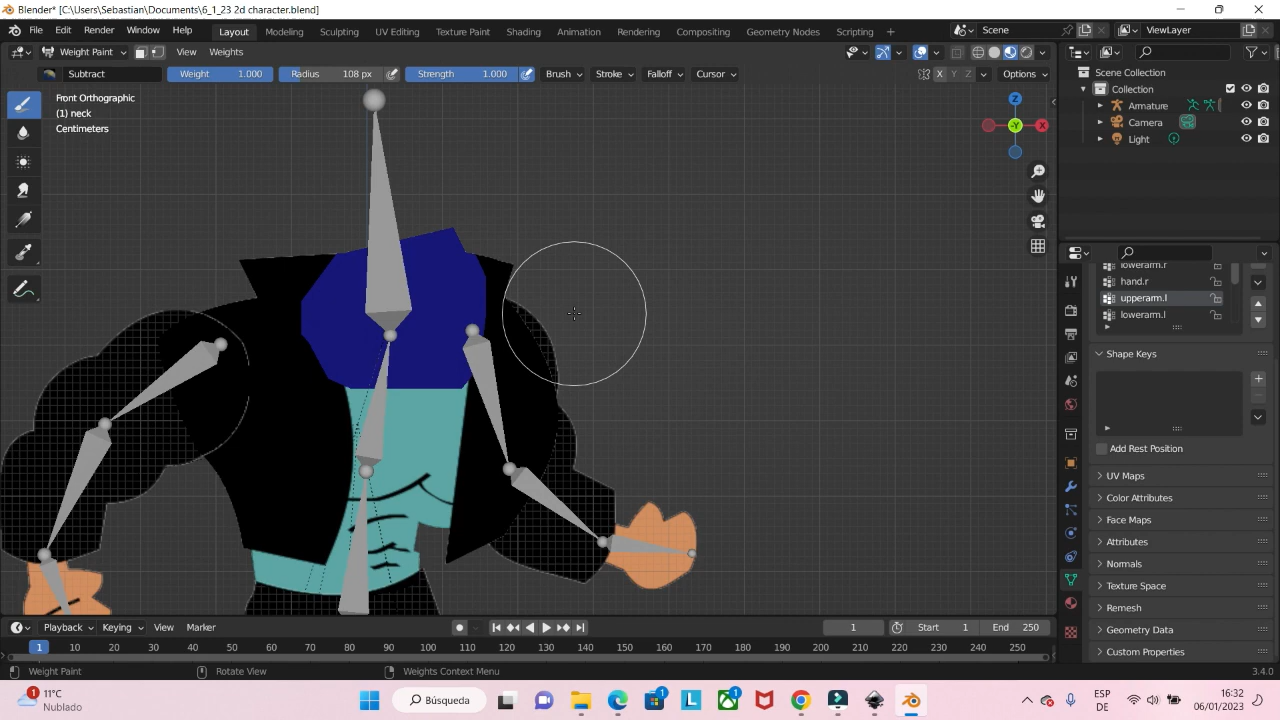 Blender* [C:\Users\Sebastian\Documents\6_1_23 2d character.blend]
File Edit Render Window Help Layout Modeling Sculpting UV Editing Texture Paint Shading Animation Rendering Compositing Geometry Nodes Scripting Scene ViewLayer
Weight Paint View Weights
Subtract Weight 1.000 Radius 108 px Strength 1.000 Brush Stroke Falloff Cursor X Y Z Options
Front Orthographic
(1) neck
Centimeters
Z
-Y X
Scene Collection
Collection
Armature
Camera
Light
lowerarm.r
hand.r
upperarm.l
lowerarm.l
Shape Keys
Add Rest Position
UV Maps
Color Attributes
Face Maps
Attributes
Normals
Texture Space
Remesh
Geometry Data
Custom Properties
Playback Keying View Marker 1 Start 1 End 250
1 10 20 30 40 50 60 70 80 90 100 110 120 130 140 150 160 170 180 190 200 210 220 230 240 250
Weight Paint Rotate View Weights Context Menu 3.4.0
1 11°C
Nublado
Búsqueda
1
L
1
ESP
DE
16:32
06/01/2023